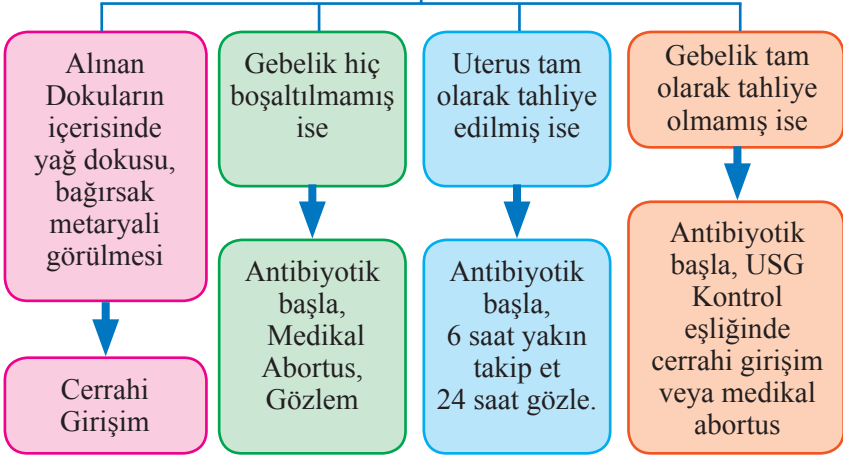 Alınan
Dokuların
içerisinde
yağ dokusu,
bağırsak
metaryali
görülmesi
Cerrahi
Girişim
Gebelik hiç
boşaltılmamış
ise
Antibiyotik
başla,
Medikal
Abortus,
Gözlem
Uterus tam
olarak tahliye
edilmiş ise
Antibiyotik
başla,
6 saat yakın
takip et
24 saat gözle.
Gebelik tam
olarak tahliye
olmamış ise
Antibiyotik
başla, USG
Kontrol
eşliğinde
cerrahi girişim
veya medikal
abortus